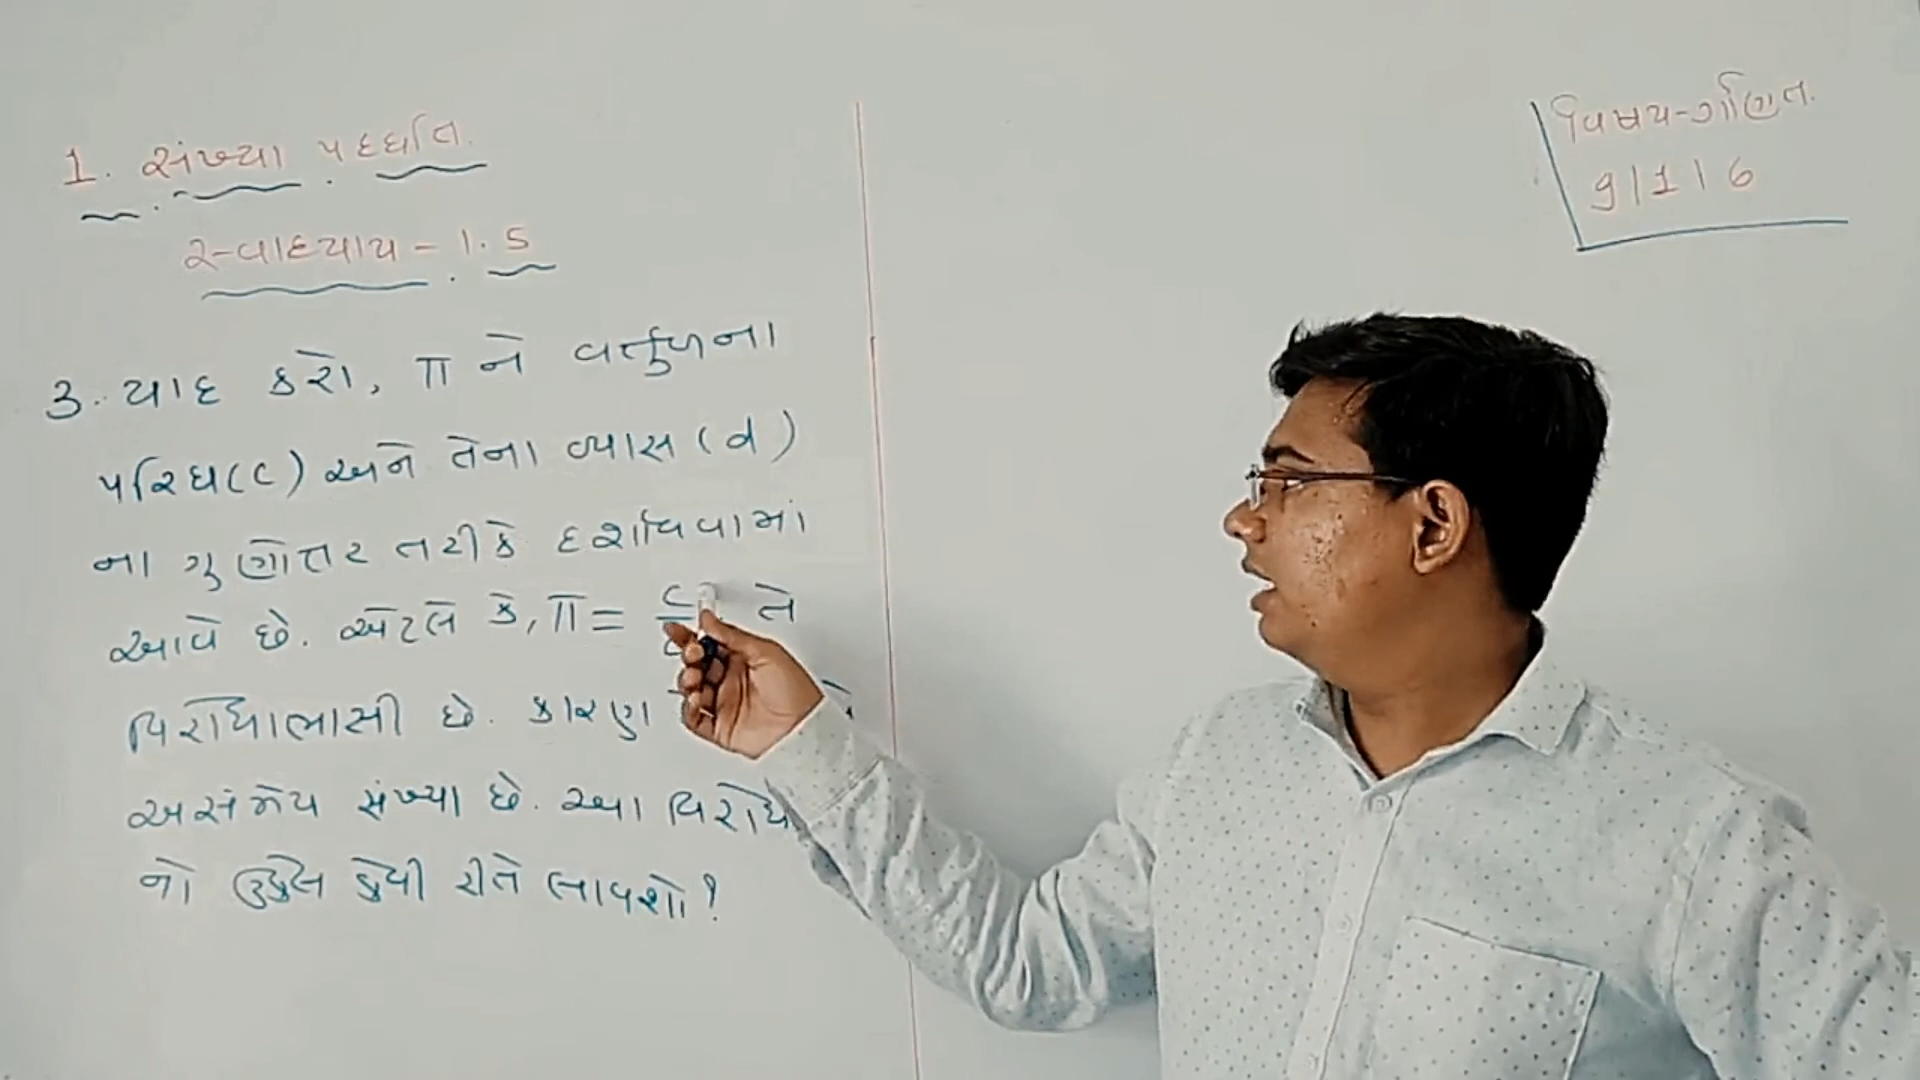 1. સંખ્યા પદ્ધતિ.
સ્વાધ્યાય - 1.5
3. યાદ કરો, π ને વર્તુળના
પરિઘ (c) અને તેના વ્યાસ (d)
ના ગુણોત્તર તરીકે દર્શાવવામાં
આવે છે. એટલે કે, π = c તે
વિરોધાભાસી છે. કારણ
અસંમેય સંખ્યા છે. આ વિરોધ
નો ઉકેલ કેવી રીતે લાવશો?
વિષય - ગણિત.
9|1|6